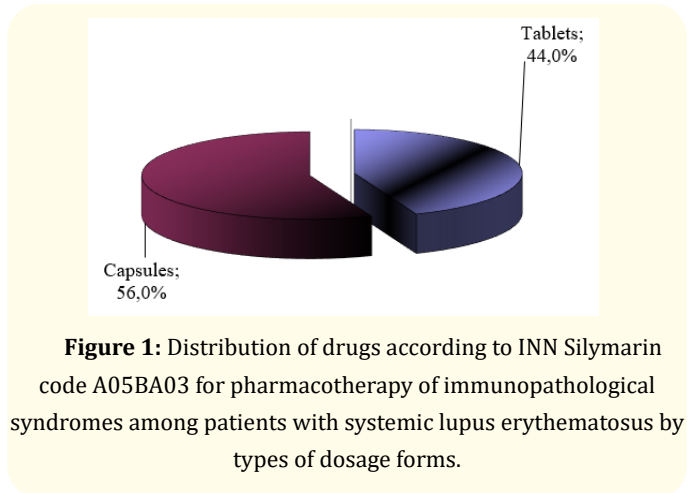 Tablets;
44,0%
Capsules;
56,0%
Figure 1: Distribution of drugs according to INN Silymarin
code A05BA03 for pharmacotherapy of immunopathological
syndromes among patients with systemic lupus erythematosus by
types of dosage forms.